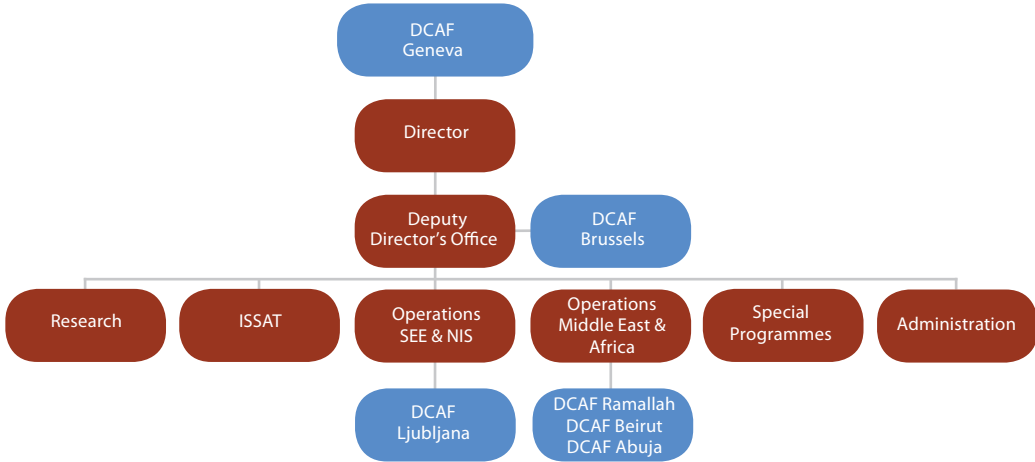 DCAF
Geneva
Director
Deputy
Director’s Office
DCAF
Brussels
Research
ISSAT
Operations
SEE & NIS
Operations
Middle East &
Africa
Special
Programmes
Administration
DCAF
Ljubljana
DCAF Ramallah
DCAF Beirut
DCAF Abuja